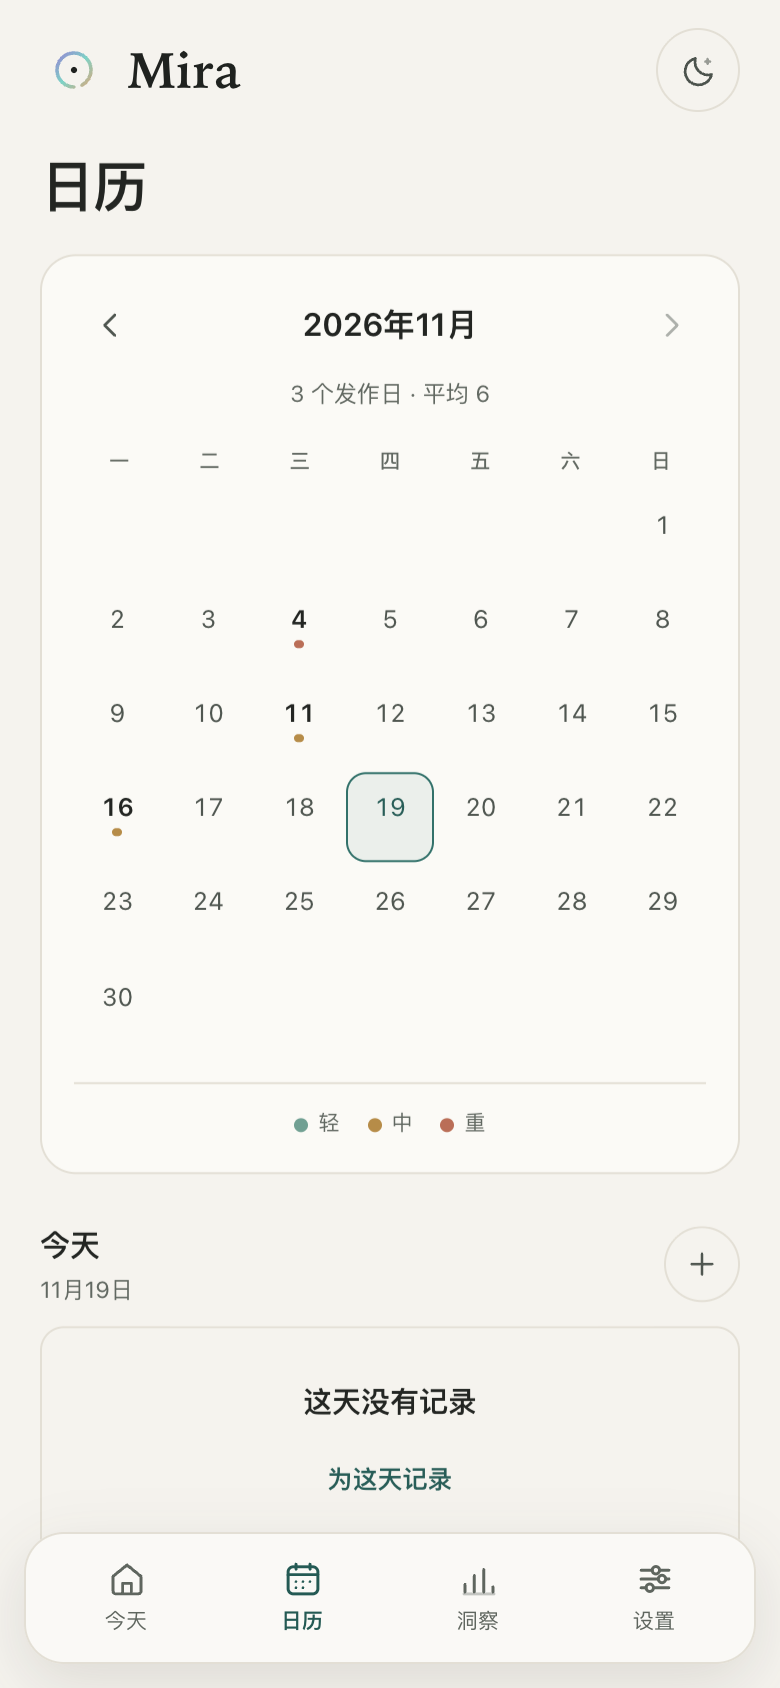 Mira
日历
2026年11月
3 个发作日 · 平均 6
一 二 三 四 五 六 日
1
2 3 4 5 6 7 8
9 10 11 12 13 14 15
16 17 18 19 20 21 22
23 24 25 26 27 28 29
30
轻 中 重
今天
11月19日
这天没有记录
为这天记录
今天 日历 洞察 设置